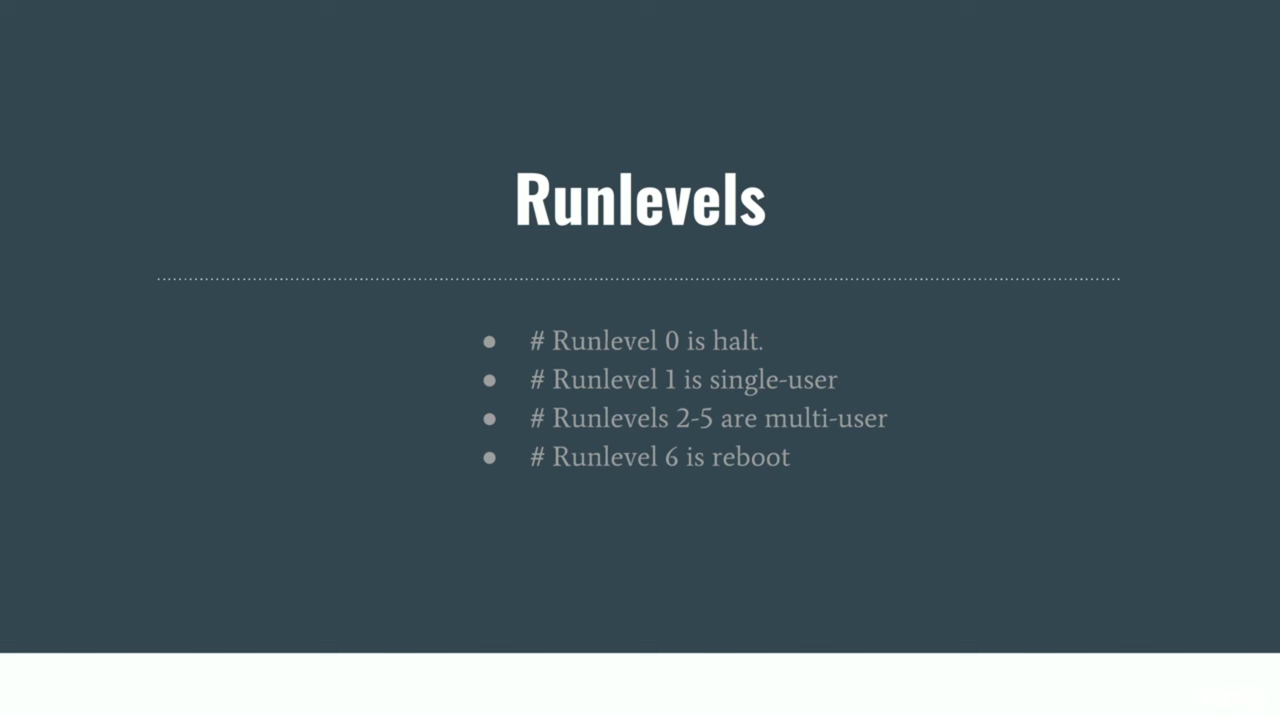 Runlevels
● # Runlevel 0 is halt.
● # Runlevel 1 is single-user
● # Runlevels 2-5 are multi-user
● # Runlevel 6 is reboot